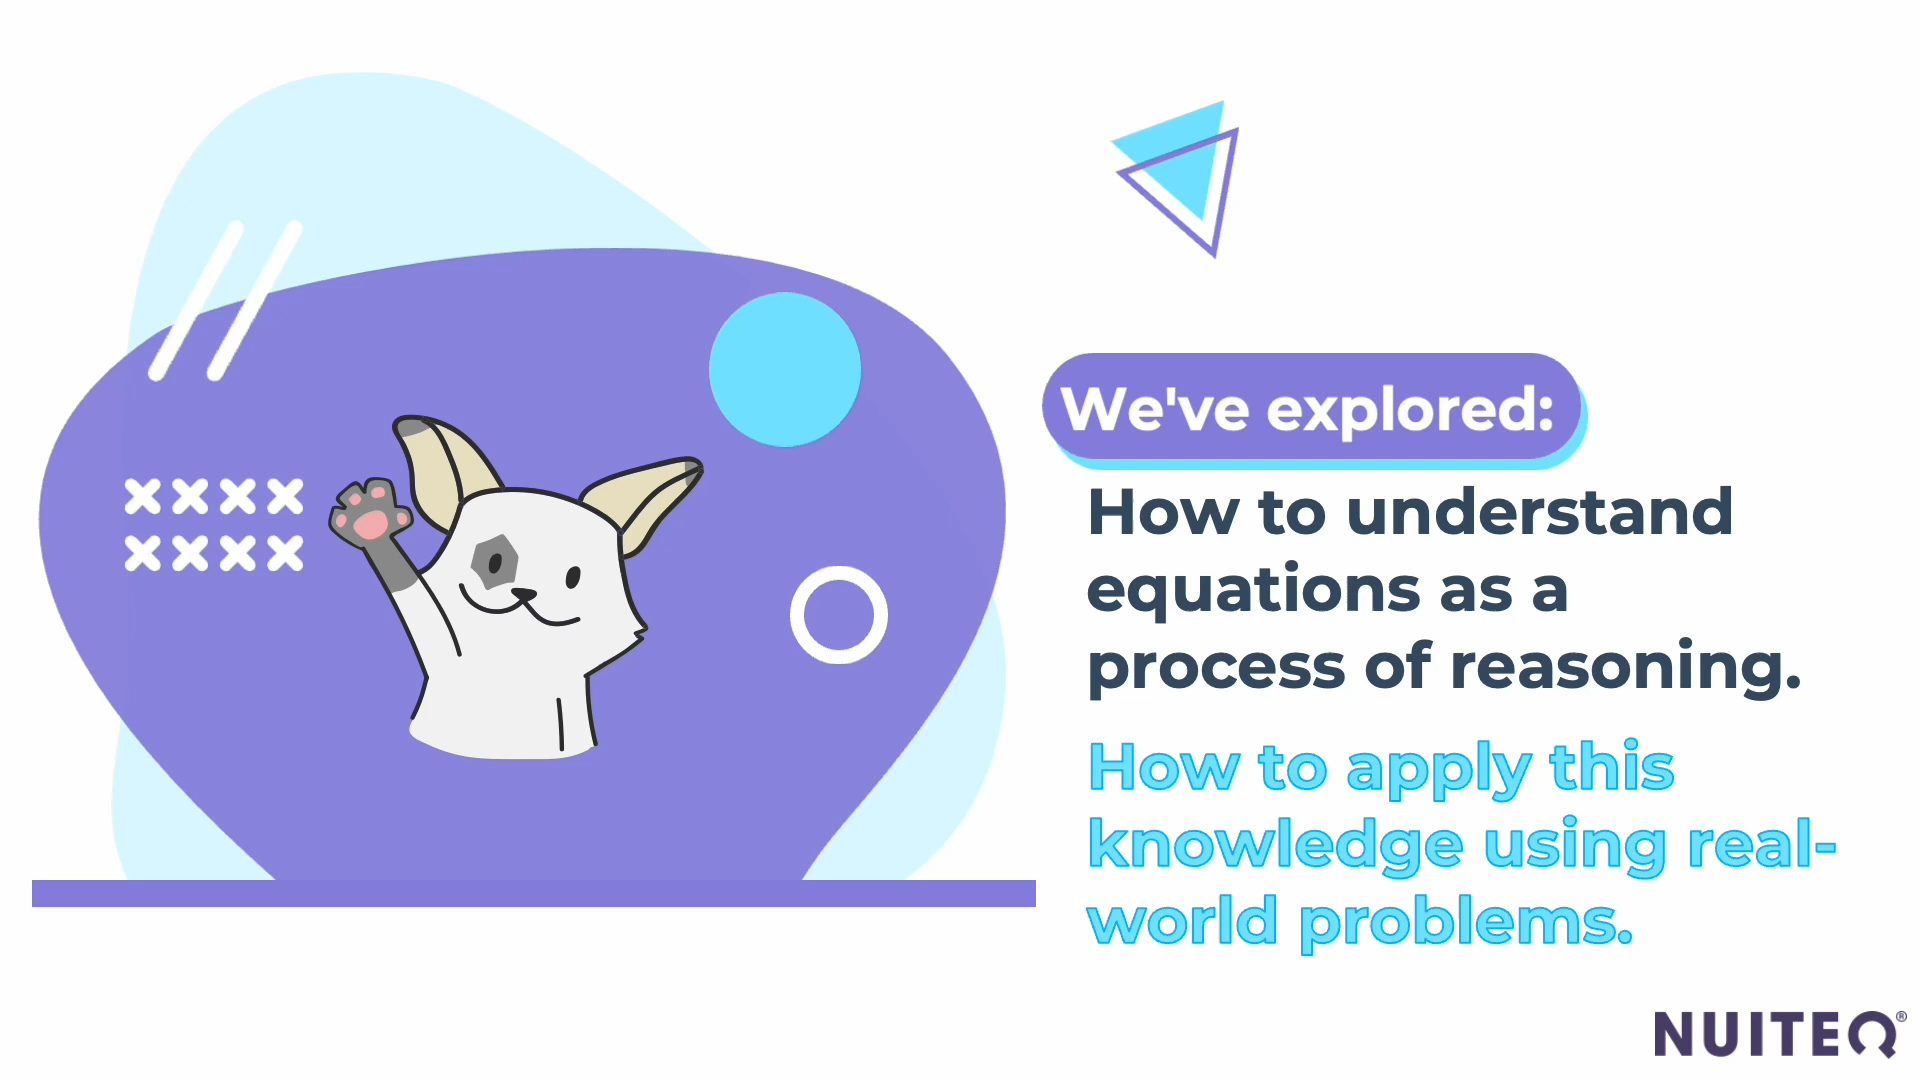 We've explored:
How to understand
equations as a
process of reasoning.
How to apply this
knowledge using real-
world problems.
NUITEQ®